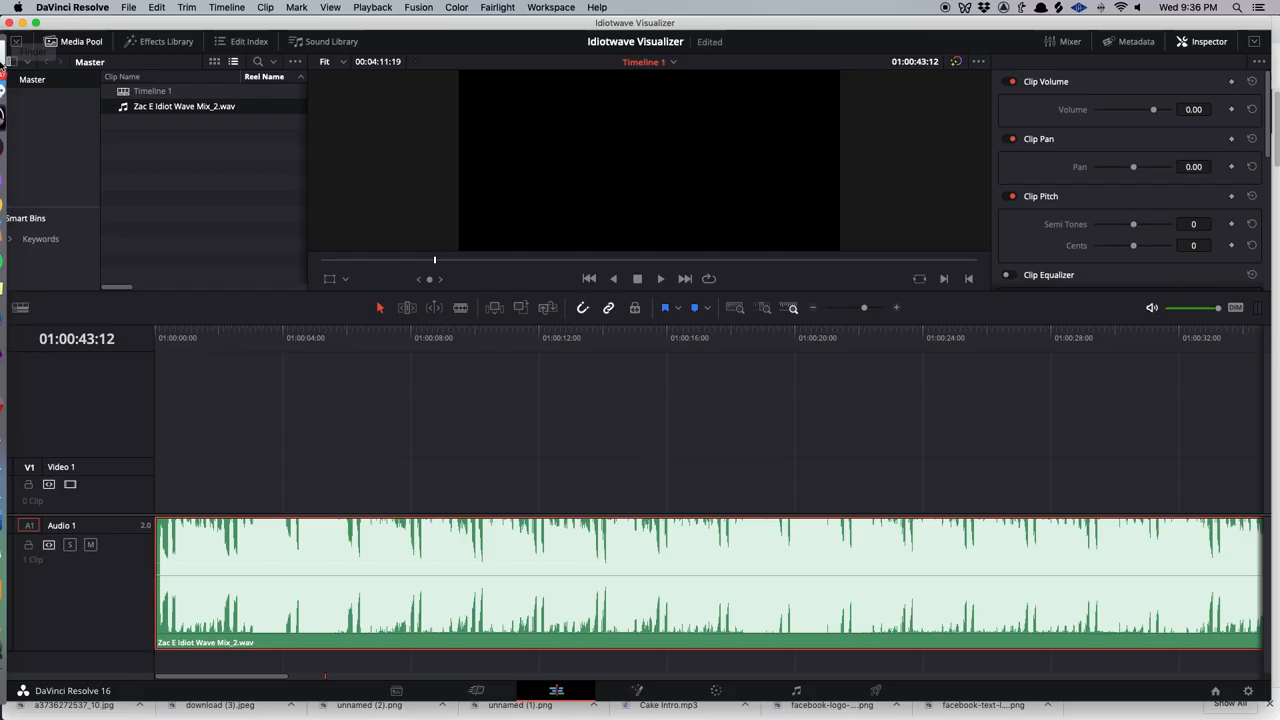 DaVinci Resolve File Edit Trim Timeline Clip Mark View Playback Fusion Color Fairlight Workspace Help Wed 9:36 PM
Idiotwave Visualizer
Media Pool Effects Library Edit Index Sound Library Idiotwave Visualizer Edited Mixer Metadata Inspector
Finder
Master Fit 00:04:11:19 Timeline 1 01:00:43:12
Master Clip Name Reel Name
Timeline 1
Zac E Idiot Wave Mix_2.wav
Clip Volume
Volume 0.00
Clip Pan
Pan 0.00
Clip Pitch
Semi Tones 0
Cents 0
Clip Equalizer
Smart Bins
Keywords
DIM
01:00:43:12 01:00:00:00 01:00:04:00 01:00:08:00 01:00:12:00 01:00:16:00 01:00:20:00 01:00:24:00 01:00:28:00 01:00:32:00
V1 Video 1
0 Clip
A1 Audio 1 2.0
S M
1 Clip
Zac E Idiot Wave Mix_2.wav
DaVinci Resolve 16
a3736272537_10.jpg download (3).jpeg unnamed (2).png unnamed (1).png Cake Intro.mp3 facebook-logo-....png facebook-text-l....png Show All